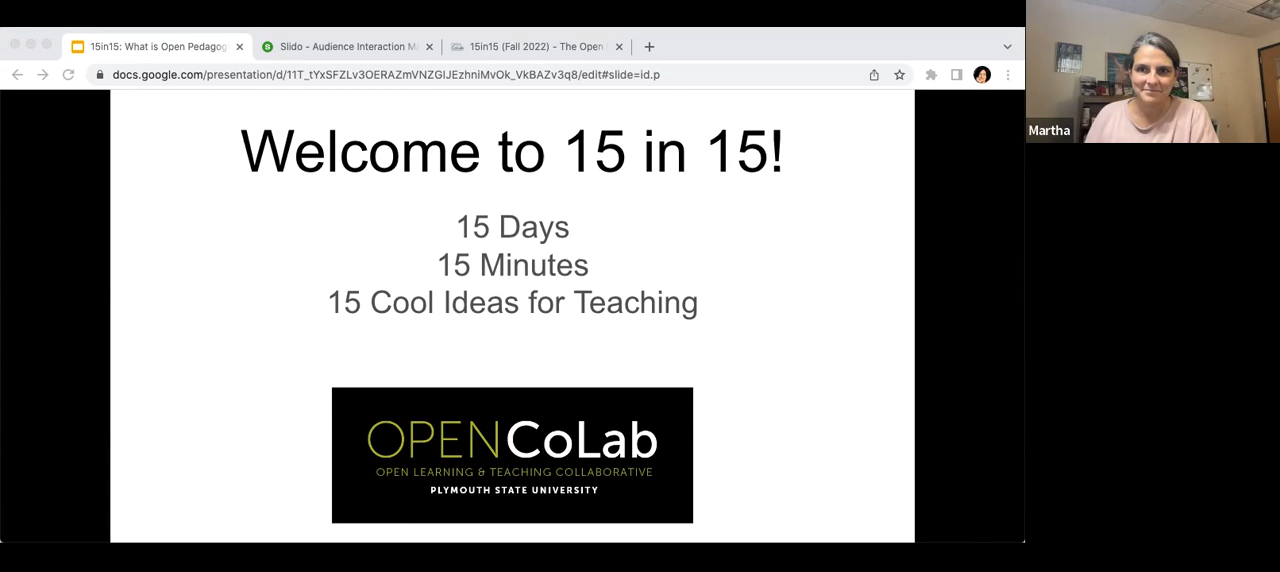 15in15: What is Open Pedagog
Slido - Audience Interaction M
15in15 (Fall 2022) - The Open
docs.google.com/presentation/d/11T_tYxSFZLv3OERAZmVNZGIJEzhniMvOk_VkBAZv3q8/edit#slide=id.p
Martha
Welcome to 15 in 15!
15 Days
15 Minutes
15 Cool Ideas for Teaching
OPEN CoLab
OPEN LEARNING & TEACHING COLLABORATIVE
PLYMOUTH STATE UNIVERSITY